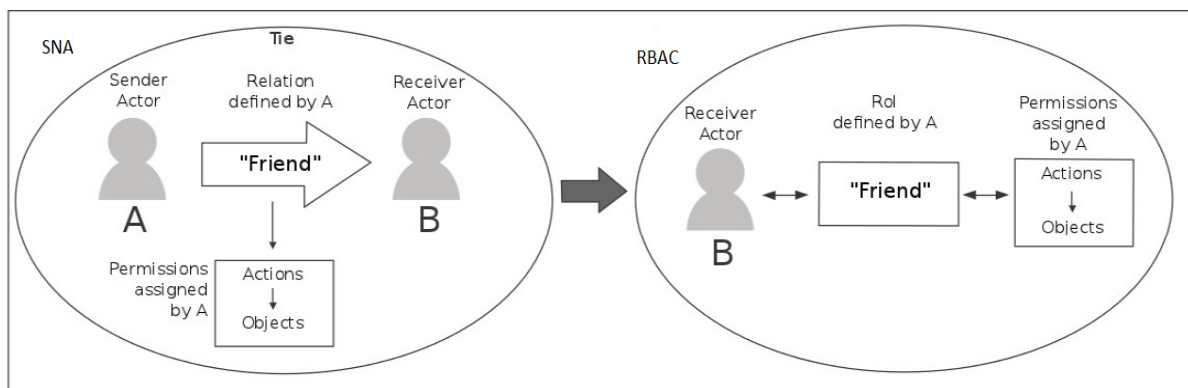 SNA
Tie
Sender
Actor
Relation
defined by A
Receiver
Actor
"Friend"
A
B
Permissions
assigned
by A
Actions
Objects
RBAC
Receiver
Actor
Rol
defined by A
Permissions
assigned
by A
"Friend"
Actions
Objects
B